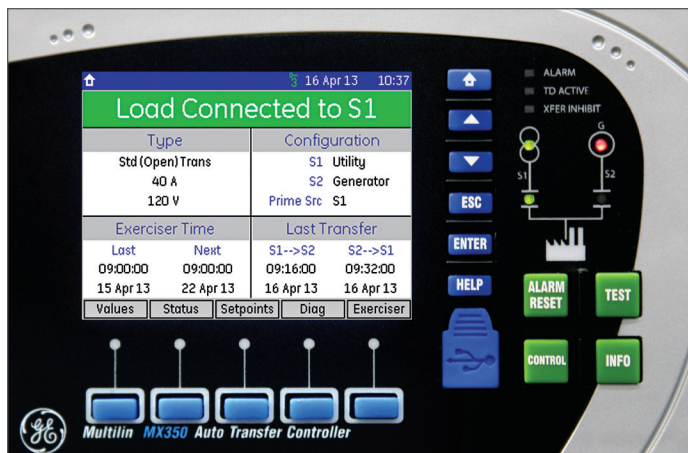 16 Apr 13 10:37
Load Connected to S1
Type
Std (Open) Trans
40 A
120 V
Configuration
S1 Utility
S2 Generator
Prime Src S1
Exerciser Time
Last Next
09:00:00 09:00:00
15 Apr 13 22 Apr 13
Last Transfer
S1-->S2 S2-->S1
09:16:00 09:32:00
16 Apr 13 16 Apr 13
Values Status Setpoints Diag Exerciser
ESC
ENTER
HELP
ALARM
TD ACTIVE
XFER INHIBIT
G
S1 S2
ALARM RESET
TEST
CONTROL
INFO
GE
Multilin MX350 Auto Transfer Controller